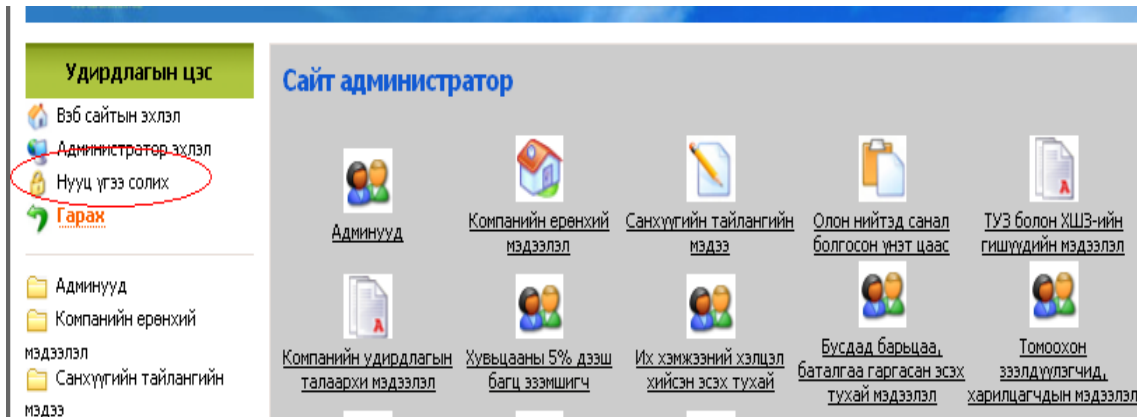 Удирдлагын цэс
Вэб сайтын эхлэл
Администратор эхлэл
Нууц үгээ солих
Гарах
Админууд
Компанийн ерөнхий
мэдээлэл
Санхүүгийн тайлангийн
мэдээ
Сайт администратор
Админууд
Компанийн ерөнхий
мэдээлэл
Санхүүгийн тайлангийн
мэдээ
Олон нийтэд санал
болгосон үнэт цаас
ТУЗ болон ХШЗ-ийн
гишүүдийн мэдээлэл
Компанийн удирдлагын
талаархи мэдээлэл
Хувьцааны 5% дээш
багц эзэмшигч
Их хэмжээний хэлцэл
хийсэн эсэх тухай
Бусдад барьцаа,
баталгаа гаргасан эсэх
тухай мэдээлэл
Томоохон
зээлдүүлэгчид,
харилцагчдын мэдээлэл